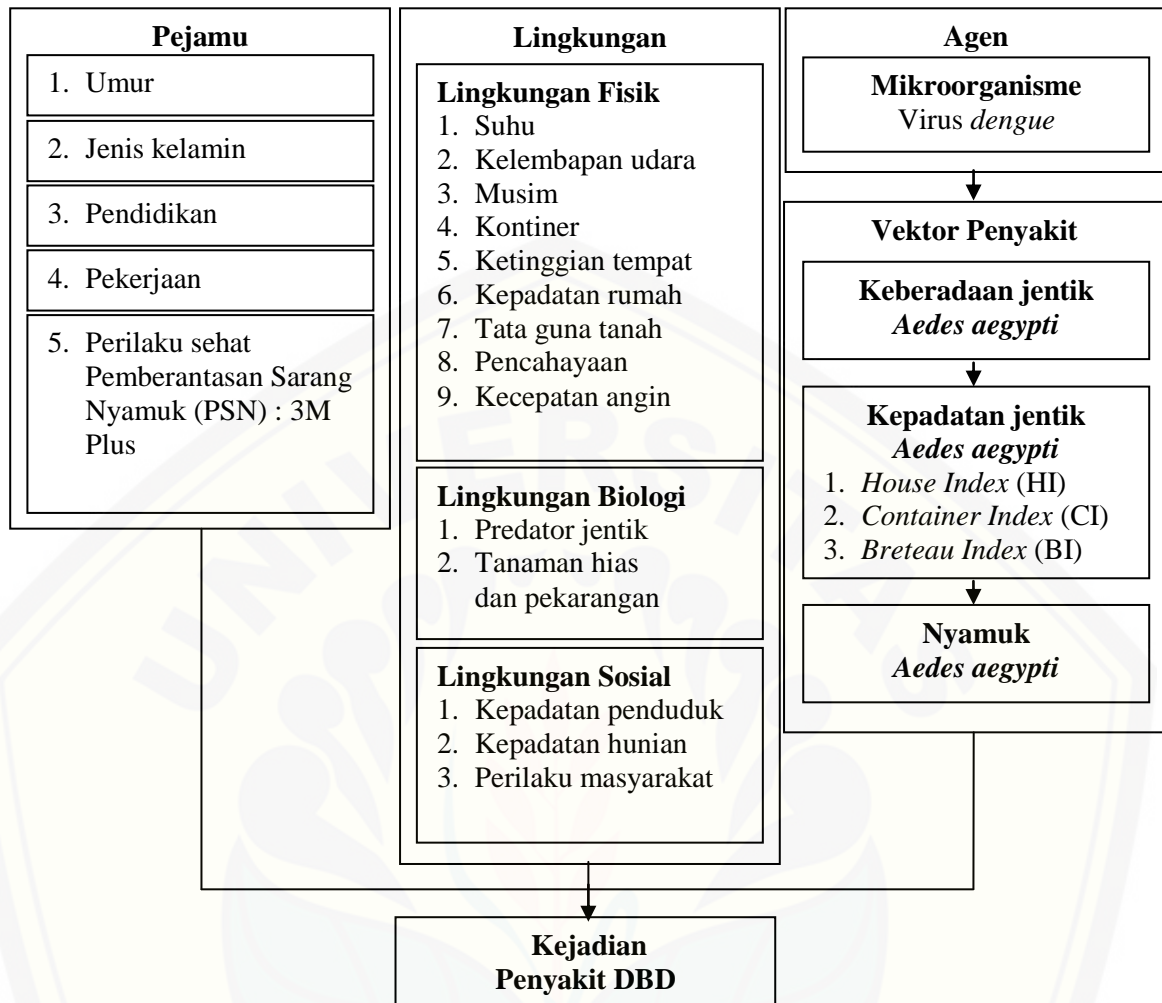 Pejamu
1. Umur
2. Jenis kelamin
3. Pendidikan
4. Pekerjaan
5. Perilaku sehat
Pemberantasan Sarang
Nyamuk (PSN) : 3M
Plus
Lingkungan
Lingkungan Fisik
1. Suhu
2. Kelembapan udara
3. Musim
4. Kontiner
5. Ketinggian tempat
6. Kepadatan rumah
7. Tata guna tanah
8. Pencahayaan
9. Kecepatan angin
Lingkungan Biologi
1. Predator jentik
2. Tanaman hias
dan pekarangan
Lingkungan Sosial
1. Kepadatan penduduk
2. Kepadatan hunian
3. Perilaku masyarakat
Agen
Mikroorganisme
Virus dengue
Vektor Penyakit
Keberadaan jentik
Aedes aegypti
Kepadatan jentik
Aedes aegypti
1. House Index (HI)
2. Container Index (CI)
3. Breteau Index (BI)
Nyamuk
Aedes aegypti
Kejadian
Penyakit DBD
UNIVERSITAS